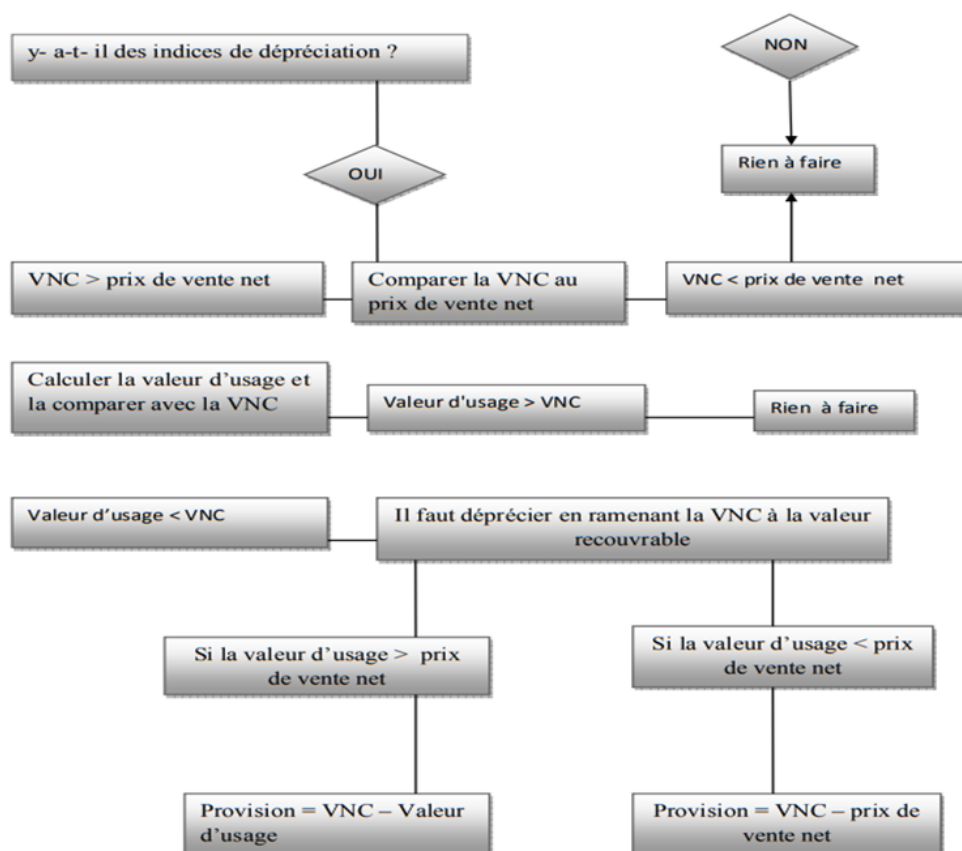 y- a-t- il des indices de dépréciation ?
NON
OUI
Rien à faire
VNC > prix de vente net
Comparer la VNC au
prix de vente net
VNC < prix de vente net
Calculer la valeur d’usage et
la comparer avec la VNC
Valeur d'usage > VNC
Rien à faire
Valeur d’usage < VNC
Il faut déprécier en ramenant la VNC à la valeur
recouvrable
Si la valeur d’usage > prix
de vente net
Si la valeur d’usage < prix
de vente net
Provision = VNC – Valeur
d’usage
Provision = VNC – prix de
vente net